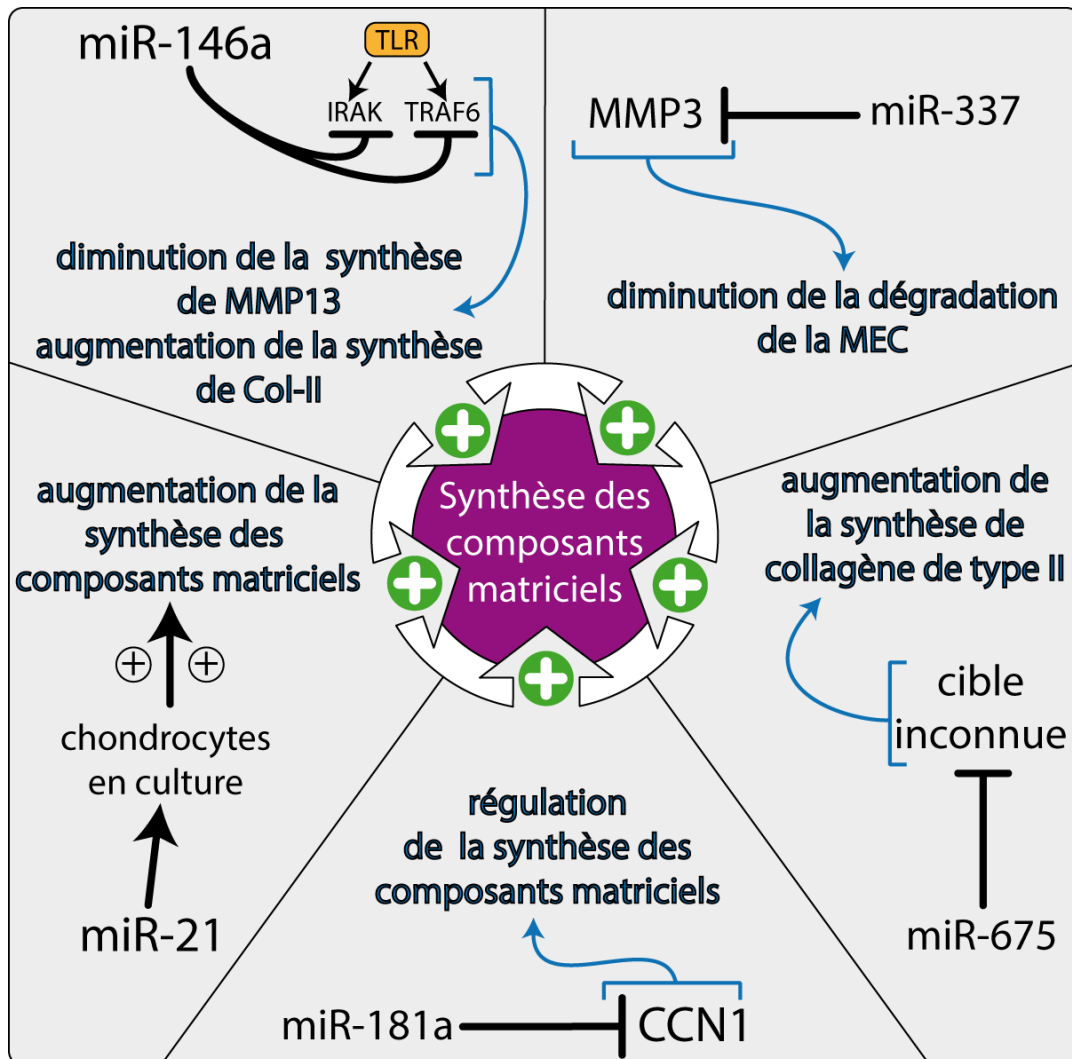 miR-146a
TLR
IRAK TRAF6
diminution de la synthèse
de MMP13
augmentation de la synthèse
de Col-II
MMP3
miR-337
diminution de la dégradation
de la MEC
augmentation de la
synthèse des
composants matriciels
+ +
chondrocytes
en culture
miR-21
Synthèse des
composants
matriciels
+
+
+
+
+
augmentation de
la synthèse de
collagène de type II
cible
inconnue
miR-675
régulation
de la synthèse des
composants matriciels
miR-181a
CCN1